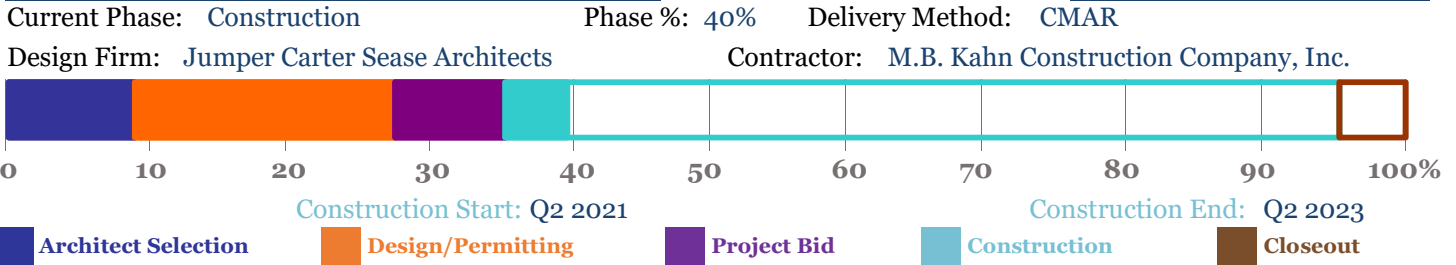 Current Phase: Construction Phase %: 40% Delivery Method: CMAR
Design Firm: Jumper Carter Sease Architects Contractor: M.B. Kahn Construction Company, Inc.
0 10 20 30 40 50 60 70 80 90 100%
Construction Start: Q2 2021 Construction End: Q2 2023
Architect Selection Design/Permitting Project Bid Construction Closeout